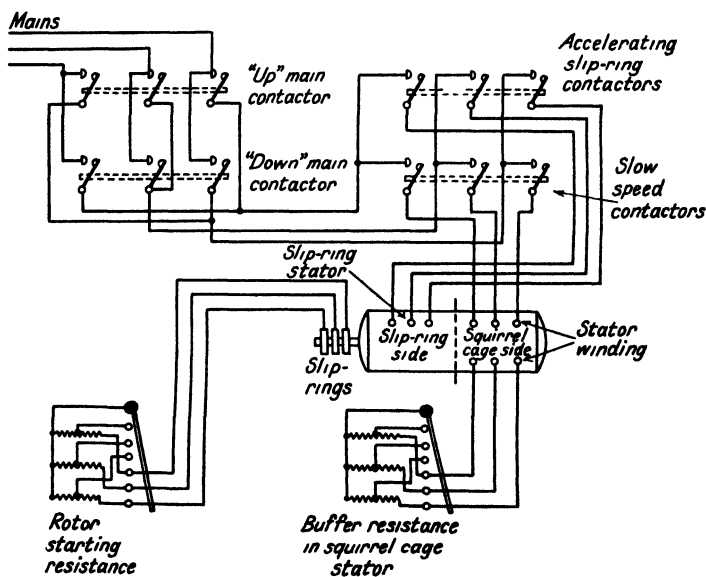 Mains
"Up" main
contactor
Accelerating
slip-ring
contactors
"Down" main
contactor
Slow
speed
contactors
Slip-ring
stator
Slip-ring
side
Squirrel
cage side
Stator
winding
Slip-
rings
Rotor
starting
resistance
Buffer resistance
in squirrel cage
stator